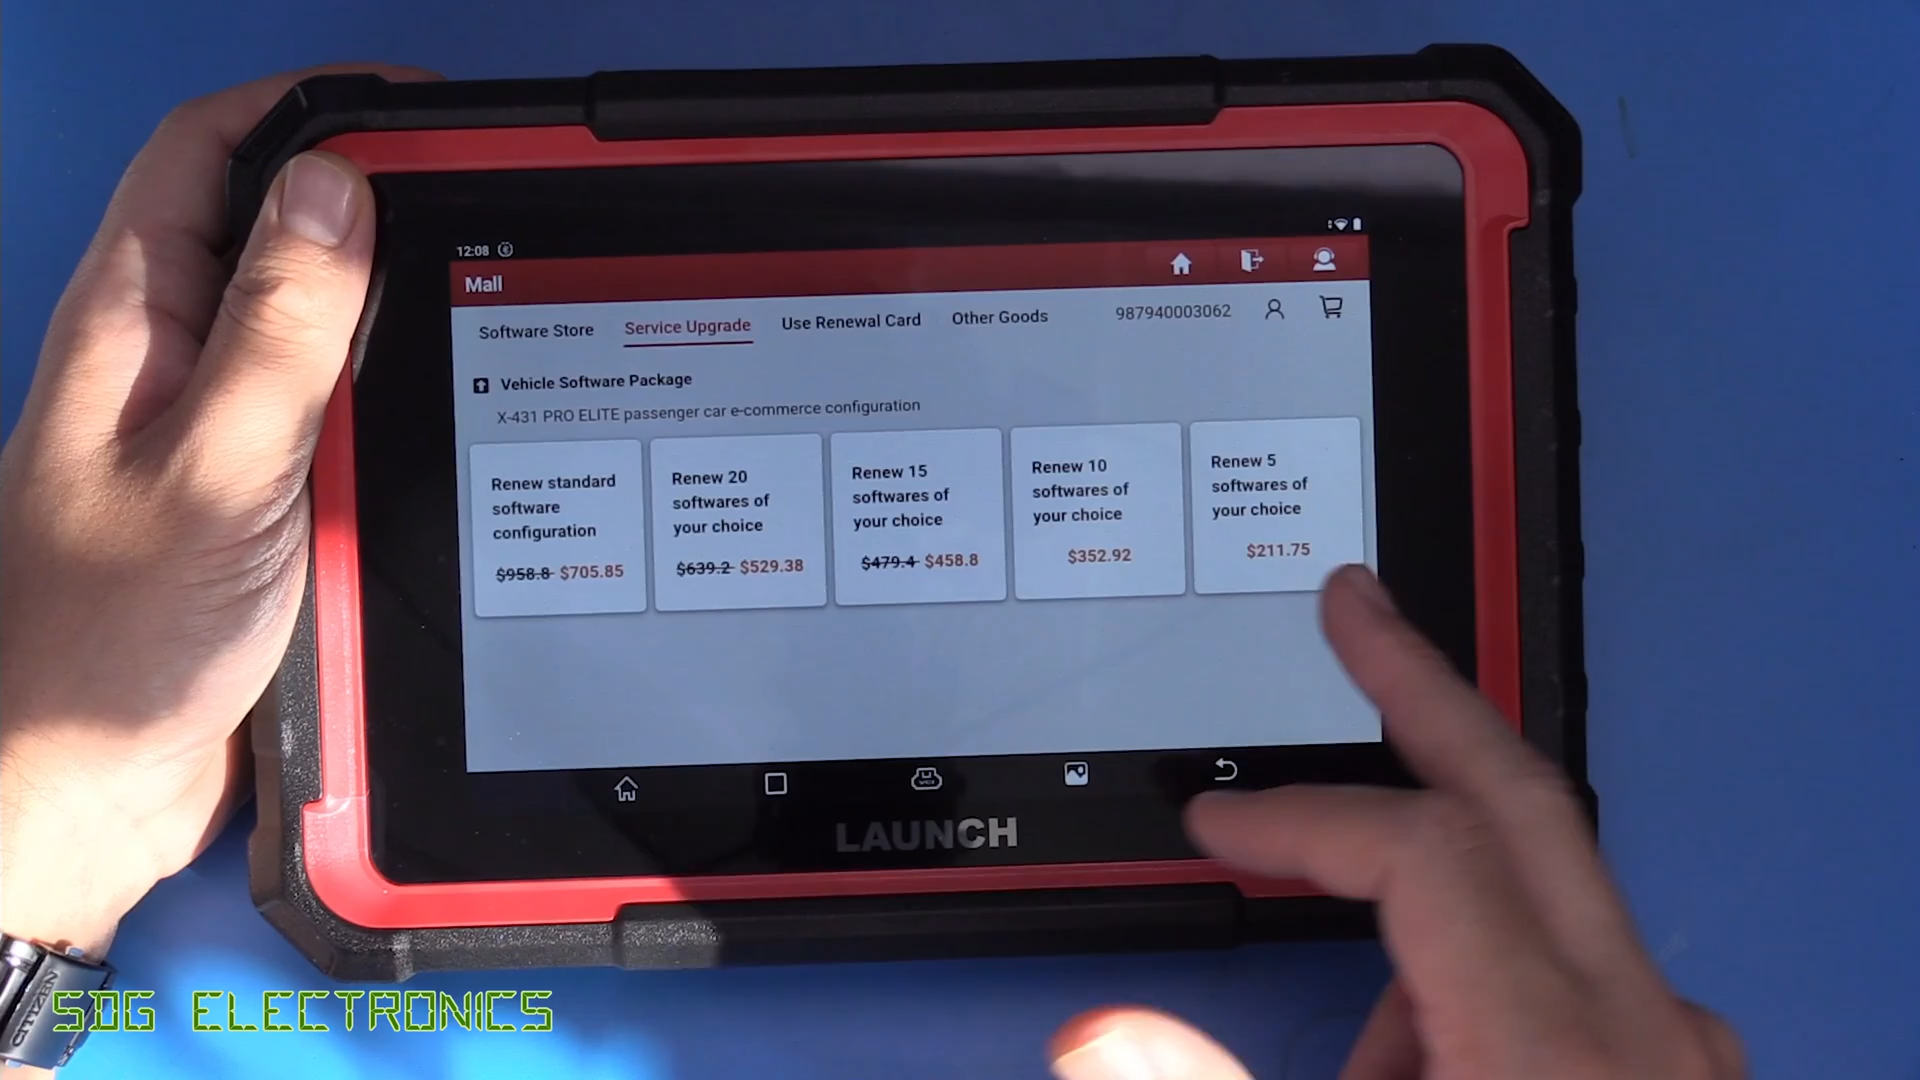 12:08
Mall
Software Store Service Upgrade Use Renewal Card Other Goods 987940003062
Vehicle Software Package
X-431 PRO ELITE passenger car e-commerce configuration
Renew standard
software
configuration
$958.8 $705.85
Renew 20
softwares of
your choice
$639.2 $529.38
Renew 15
softwares of
your choice
$479.4 $458.8
Renew 10
softwares of
your choice
$352.92
Renew 5
softwares of
your choice
$211.75
VCI
LAUNCH
CITIZEN
SDG ELECTRONICS